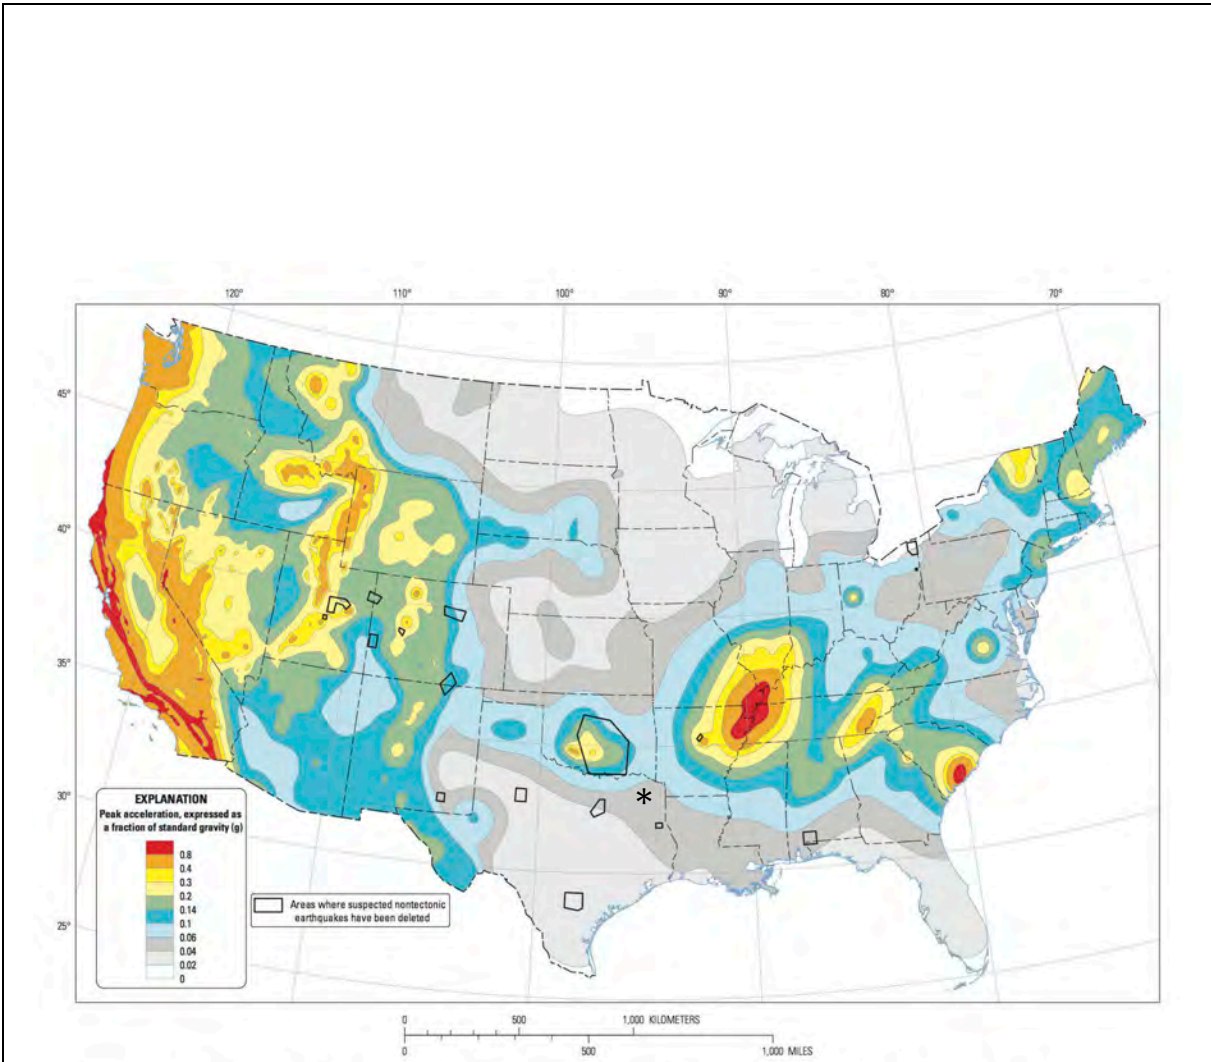 120° 110° 100° 90° 80° 70°
45°
40°
35°
30°
25°
*
EXPLANATION
Peak acceleration, expressed as
a fraction of standard gravity (g)
0.8
0.4
0.3
0.2
0.14
0.1
0.06
0.04
0.02
0
Areas where suspected nontectonic
earthquakes have been deleted
0 500 1,000 KILOMETERS
0 500 1,000 MILES